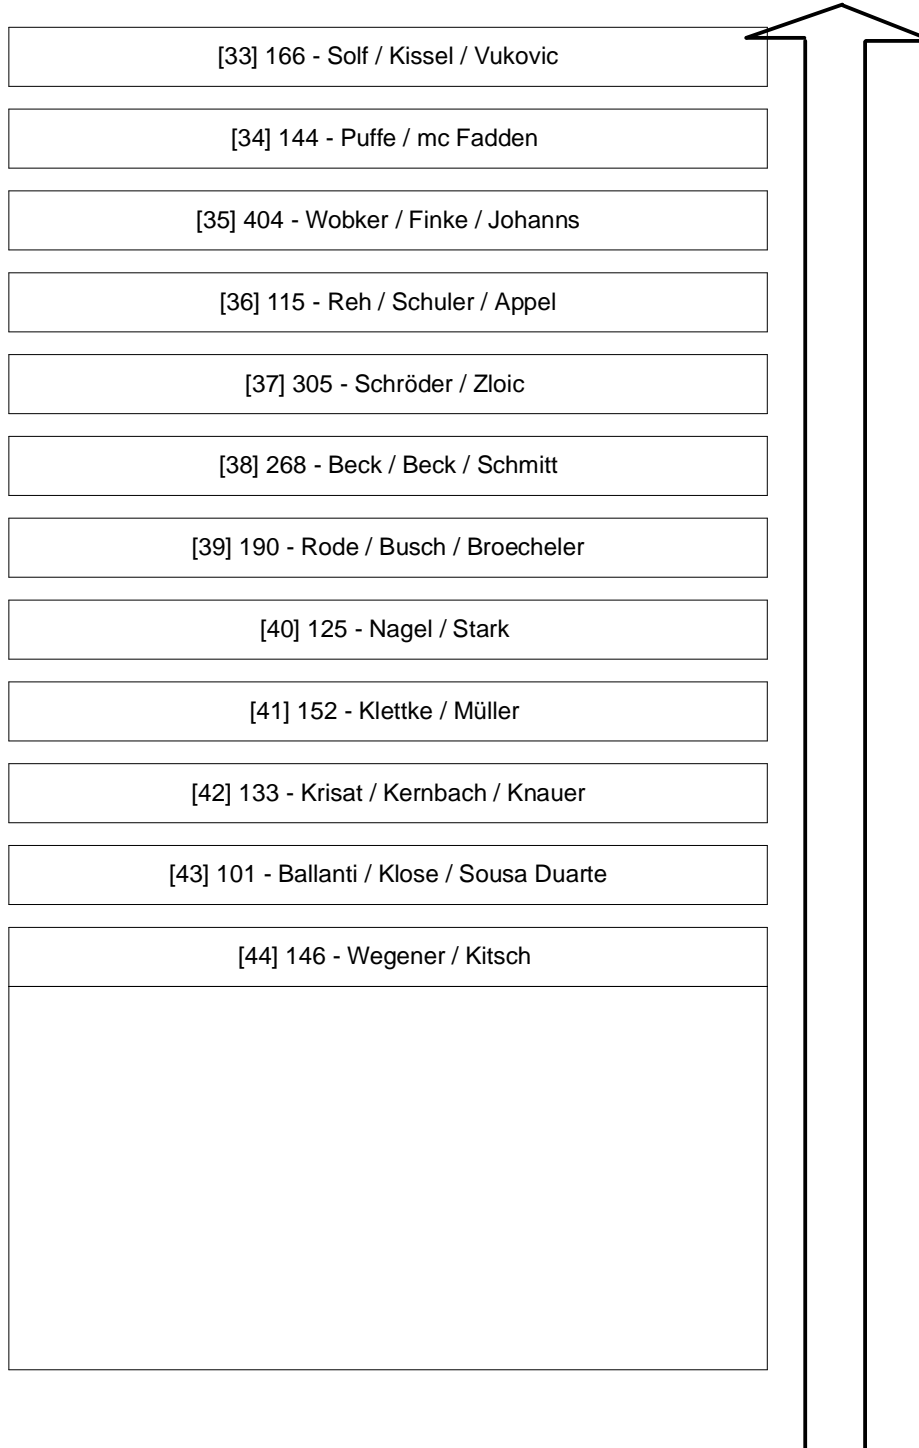 [33] 166 - Solf / Kissel / Vukovic
[34] 144 - Puffe / mc Fadden
[35] 404 - Wobker / Finke / Johanns
[36] 115 - Reh / Schuler / Appel
[37] 305 - Schröder / Zloic
[38] 268 - Beck / Beck / Schmitt
[39] 190 - Rode / Busch / Broecheler
[40] 125 - Nagel / Stark
[41] 152 - Klettke / Müller
[42] 133 - Krisat / Kernbach / Knauer
[43] 101 - Ballanti / Klose / Sousa Duarte
[44] 146 - Wegener / Kitsch